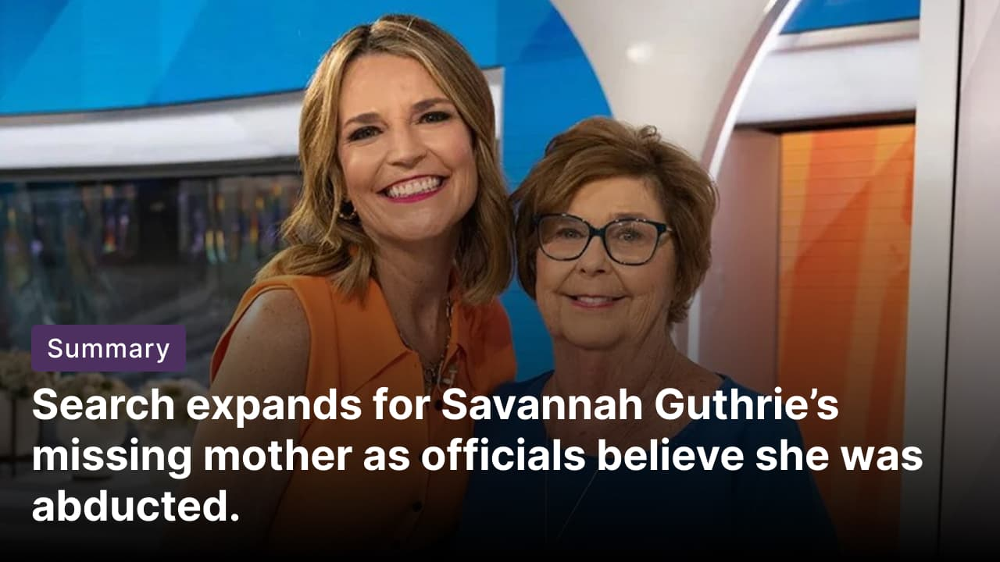 Summary
Search expands for Savannah Guthrie’s
missing mother as officials believe she was
abducted.